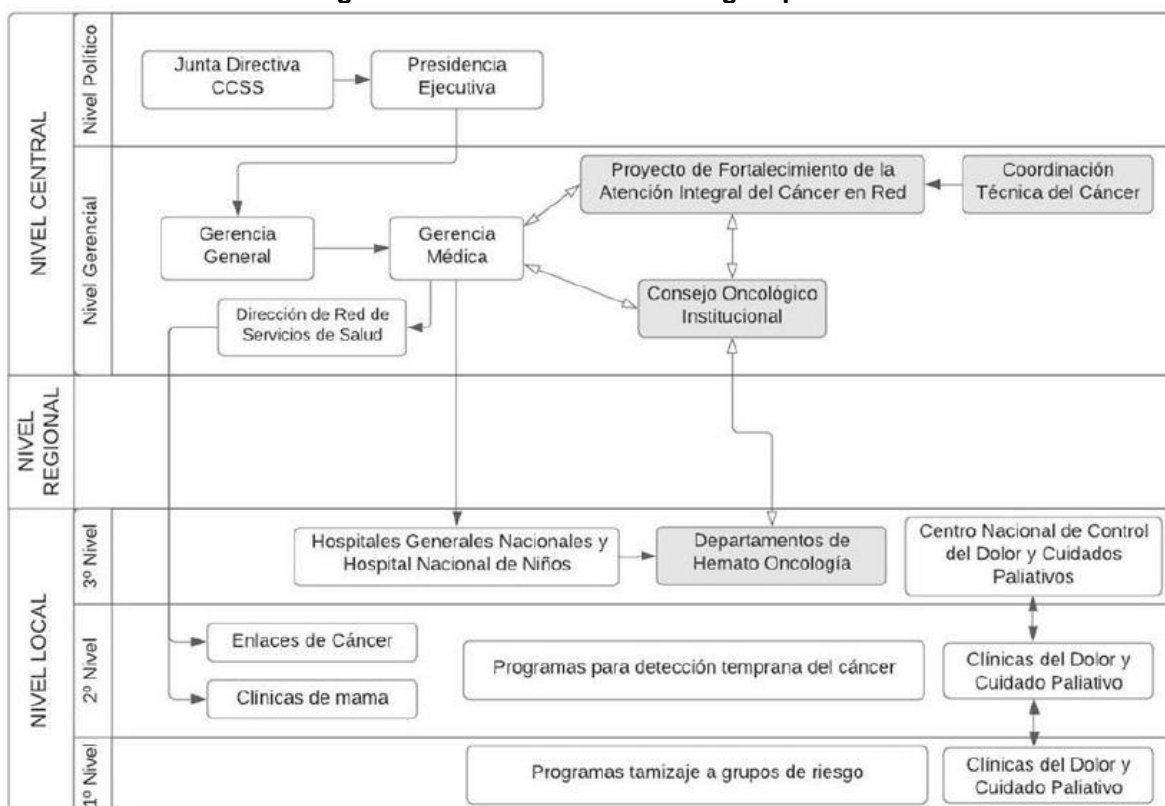 NIVEL CENTRAL
Nivel Político
Junta Directiva
CCSS
Presidencia
Ejecutiva
Nivel Gerencial
Proyecto de Fortalecimiento de la
Atención Integral del Cáncer en Red
Coordinación
Técnica del Cáncer
Gerencia
General
Gerencia
Médica
Consejo Oncológico
Institucional
Dirección de Red de
Servicios de Salud
NIVEL
REGIONAL
NIVEL LOCAL
3º Nivel
Hospitales Generales Nacionales y
Hospital Nacional de Niños
Departamentos de
Hemato Oncología
Centro Nacional de Control
del Dolor y Cuidados
Paliativos
2º Nivel
Enlaces de Cáncer
Clínicas de mama
Programas para detección temprana del cáncer
Clínicas del Dolor y
Cuidado Paliativo
1º Nivel
Programas tamizaje a grupos de riesgo
Clínicas del Dolor y
Cuidado Paliativo